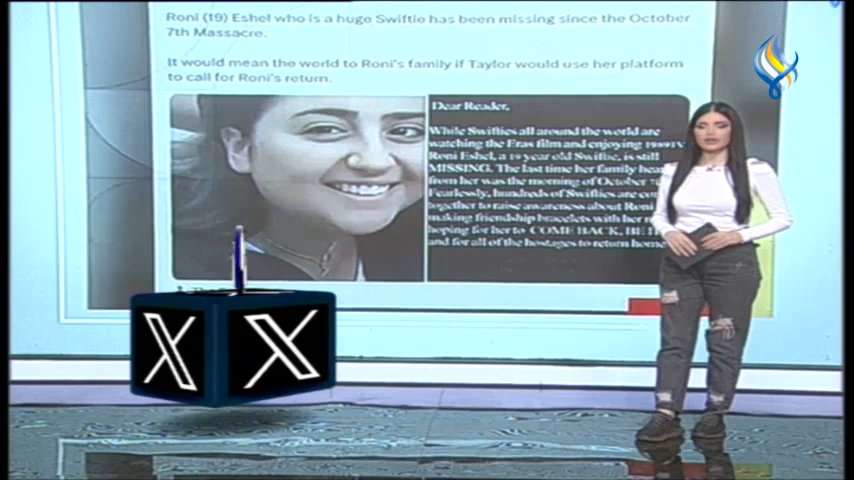 Roni (19) Eshel who is a huge Swiftie has been missing since the October
7th Massacre.
It would mean the world to Roni's family if Taylor would use her platform
to call for Roni's return.
Dear Reader,
While Swifties all around the world are
watching the Eras film and enjoying 1989TV
Roni Eshel, a 19 year old Swiftie, is still
MISSING. The last time her family hea
from her was the morning of October 7
Fearlessly, hundreds of Swifties are co
together to raise awareness about Roni
making friendship bracelets with her n
hoping for her to COME BACK, BE
and for all of the hostages to return home
X X